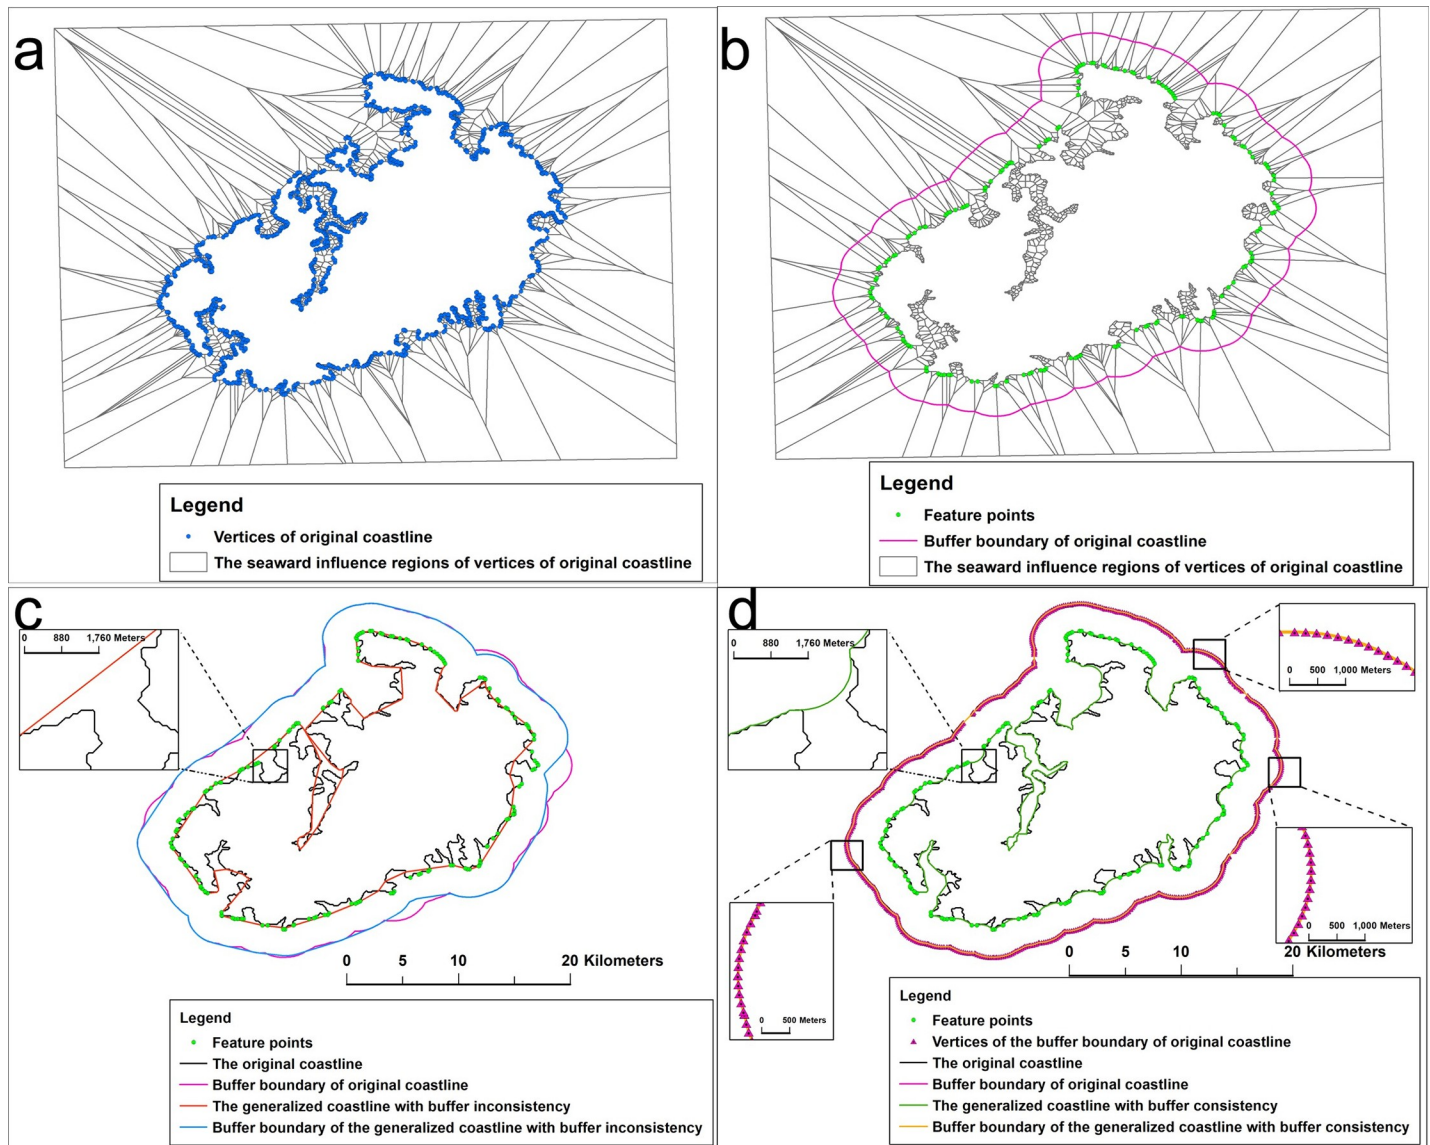 a
Legend
Vertices of original coastline
The seaward influence regions of vertices of original coastline
b
Legend
Feature points
Buffer boundary of original coastline
The seaward influence regions of vertices of original coastline
c
0 880 1,760 Meters
0 5 10 20 Kilometers
Legend
Feature points
The original coastline
Buffer boundary of original coastline
The generalized coastline with buffer inconsistency
Buffer boundary of the generalized coastline with buffer inconsistency
d
0 880 1,760 Meters
0 500 1,000 Meters
0 500 1,000 Meters
0 500 Meters
0 5 10 20 Kilometers
Legend
Feature points
Vertices of the buffer boundary of original coastline
The original coastline
Buffer boundary of original coastline
The generalized coastline with buffer consistency
Buffer boundary of the generalized coastline with buffer consistency